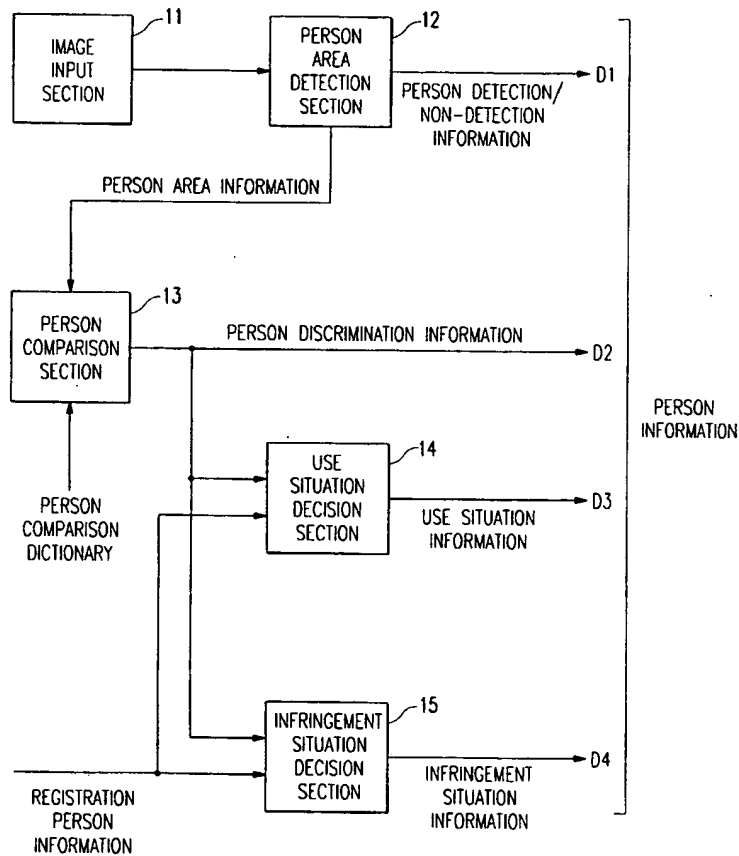 11
IMAGE
INPUT
SECTION
12
PERSON
AREA
DETECTION
SECTION
D1
PERSON DETECTION/
NON-DETECTION
INFORMATION
PERSON AREA INFORMATION
13
PERSON
COMPARISON
SECTION
PERSON DISCRIMINATION INFORMATION
D2
PERSON
INFORMATION
14
USE
SITUATION
DECISION
SECTION
D3
USE SITUATION
INFORMATION
PERSON
COMPARISON
DICTIONARY
15
INFRINGEMENT
SITUATION
DECISION
SECTION
D4
INFRINGEMENT
SITUATION
INFORMATION
REGISTRATION
PERSON
INFORMATION